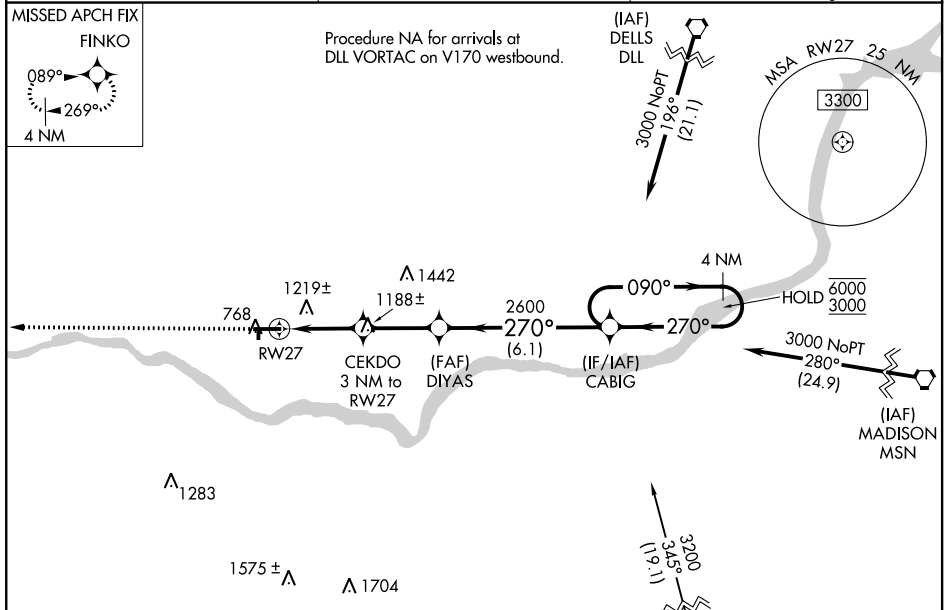 MISSED APCH FIX
FINKO
089°
269°
4 NM
Procedure NA for arrivals at
DLL VORTAC on V170 westbound.
(IAF)
DELLS
DLL
3000 NoPT
196°
(21.1)
MSA RW27 25 NM
3300
1442
1219±
1188±
768
RW27
CEKDO
3 NM to
RW27
(FAF)
DIYAS
2600
270°
(6.1)
(IF/IAF)
CABIG
4 NM
090°
270°
HOLD
6000
3000
3000 NoPT
280°
(24.9)
(IAF)
MADISON
MSN
1283
1575 ±
1704
3200
345°
(19.1)